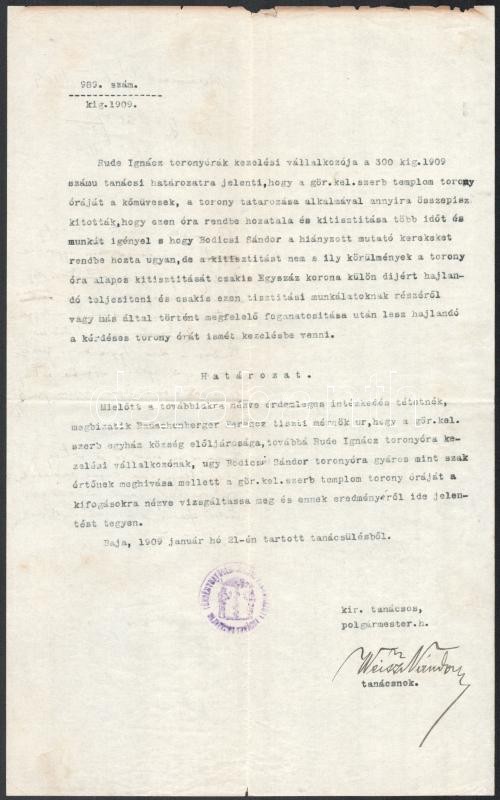 989. szám.
kig.1909.
Rude Ignácz toronyórák kezelési vállalkozója a 300 kig.1909
számu tanácsi határozatra jelenti,hogy a gör.kel.szerb templom torony
óráját a kőmüvesek, a torony tatarozása alkalmával annyira összepisz
kitották,hogy ezen óra rendbe hozatala és kitisztitása több időt és
munkát igényel s hogy Bodicsi Sándor a hiányzott mutató kerekeket
rendbe hozta ugyan,de a kitisztitást nem s ily körülmények a torony
óra alapos kitisztitását csakis Egyszáz korona külön dijért hajlan-
dó teljesiteni és csakis ezen tisztitási munkálatoknak részéről
vagy más által történt megfelelő foganatositása után lesz hajlandó
a kérdéses torony órát ismét kezelésbe venni.
Határozat.
Mielőtt a továbbiakra nézve érdemleges intézkedés tétetnék,
megbizatik Ferencz tiszti mérnök ur,hogy a gör.kel.
szerb egyház község előljárósága,továbbá Rude Ignácz toronyóra ke-
zelési vállalkozónak, ugy Bodicsi Sándor toronyóra gyáros mint szak
értőnek meghivása mellett a gör.kel.szerb templom torony óráját a
kifogásokra nézve vizsgáltassa meg és ennek eredményéről ide jelen-
tést tegyen.
Baja, 1909 január hó 21-én tartott tanácsülésből.
kir. tanácsos,
polgármester.h.
Weisz Nándor
tanácsnok.